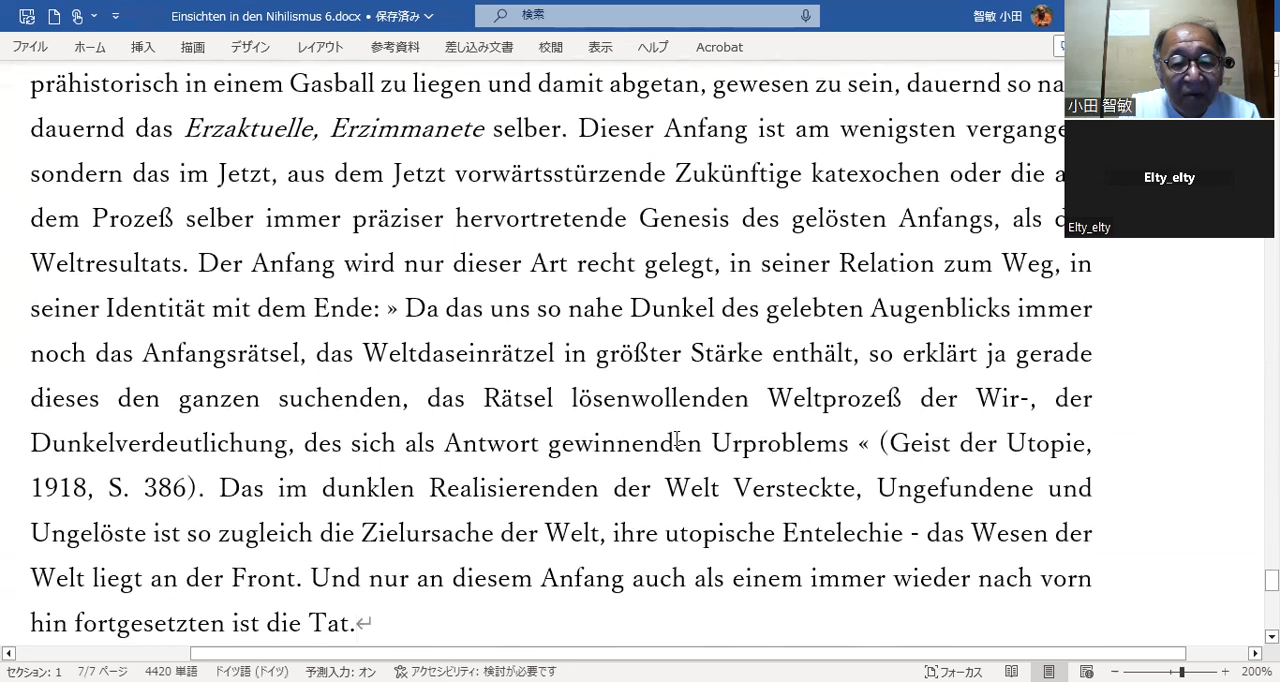 Einsichten in den Nihilismus 6.docx • 保存済み
検索
智敏 小田
ファイル ホーム 挿入 描画 デザイン レイアウト 参考資料 差し込み文書 校閲 表示 ヘルプ Acrobat
小田 智敏
Elty_elty
Elty_elty
prähistorisch in einem Gasball zu liegen und damit abgetan, gewesen zu sein, dauernd so
dauernd das Erzaktuelle, Erzimmanete selber. Dieser Anfang ist am wenigsten
sondern das im Jetzt, aus dem Jetzt vorwärtsstürzende Zukünftige katexochen oder die
dem Prozeß selber immer präziser hervortretende Genesis des gelösten Anfangs, als
Weltresultats. Der Anfang wird nur dieser Art recht gelegt, in seiner Relation zum Weg, in
seiner Identität mit dem Ende: » Da das uns so nahe Dunkel des gelebten Augenblicks immer
noch das Anfangsrätsel, das Weltdaseinrätzel in größter Stärke enthält, so erklärt ja gerade
dieses den ganzen suchenden, das Rätsel lösenwollenden Weltprozeß der Wir-, der
Dunkelverdeutlichung, des sich als Antwort gewinnenden Urproblems « (Geist der Utopie,
1918, S. 386). Das im dunklen Realisierenden der Welt Versteckte, Ungefundene und
Ungelöste ist so zugleich die Zielursache der Welt, ihre utopische Entelechie - das Wesen der
Welt liegt an der Front. Und nur an diesem Anfang auch als einem immer wieder nach vorn
hin fortgesetzten ist die Tat.
セクション: 1 7/7 ページ 4420 単語 ドイツ語 (ドイツ) 予測入力: オン アクセシビリティ: 検討が必要です フォーカス 200%